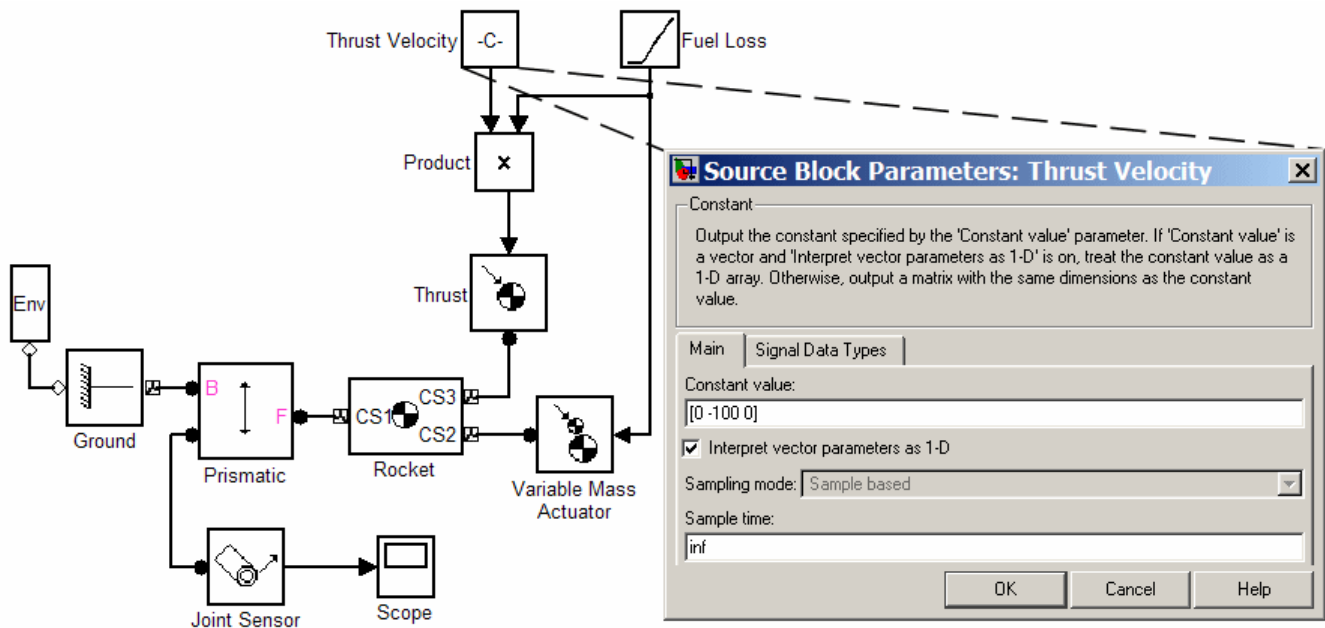 Thrust Velocity
-C-
Fuel Loss
Product
×
Thrust
Env
Ground
B
F
Prismatic
CS1
CS3
CS2
Rocket
Variable Mass
Actuator
Joint Sensor
Scope
Source Block Parameters: Thrust Velocity
Constant
Output the constant specified by the 'Constant value' parameter. If 'Constant value' is
a vector and 'Interpret vector parameters as 1-D' is on, treat the constant value as a
1-D array. Otherwise, output a matrix with the same dimensions as the constant
value.
Main
Signal Data Types
Constant value:
[0 -100 0]
Interpret vector parameters as 1-D
Sampling mode: Sample based
Sample time:
inf
OK
Cancel
Help